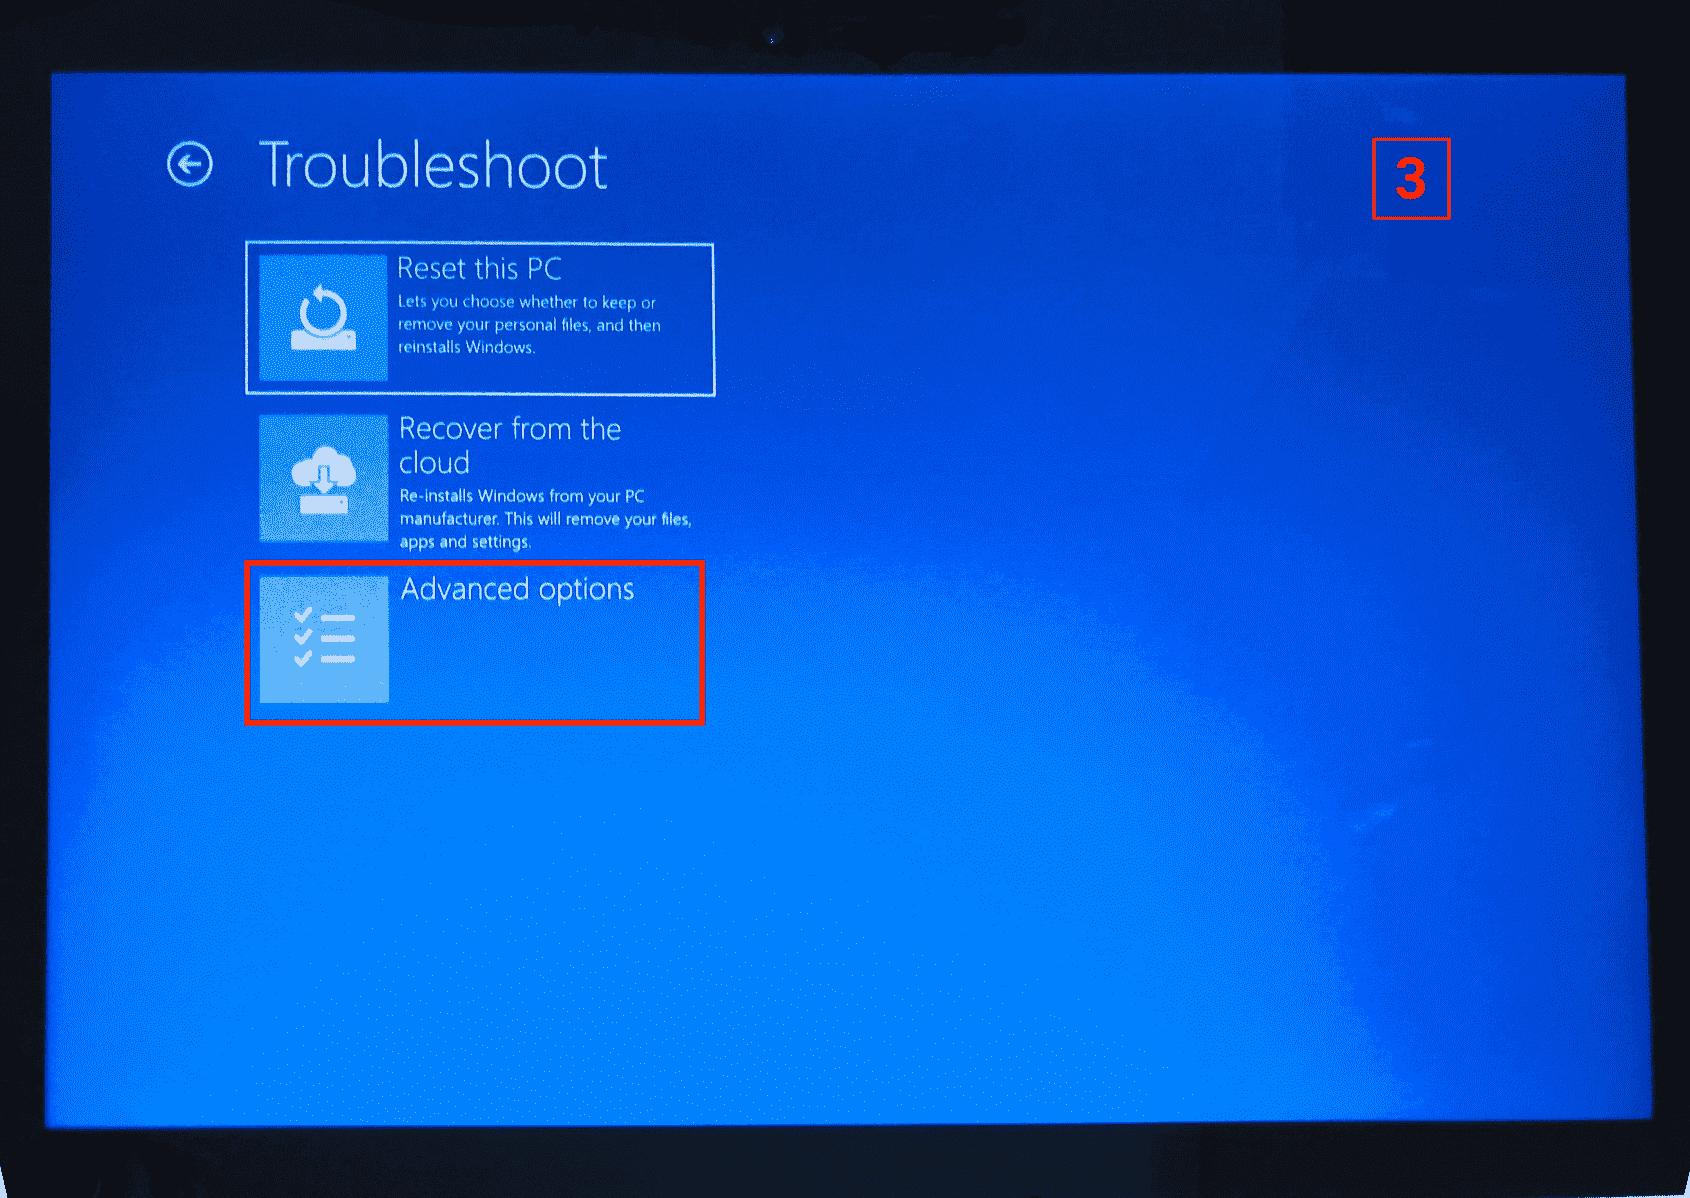 Troubleshoot
3
Reset this PC
Lets you choose whether to keep or
remove your personal files, and then
reinstalls Windows.
Recover from the
cloud
Re-installs Windows from your PC
manufacturer. This will remove your files,
apps and settings.
Advanced options